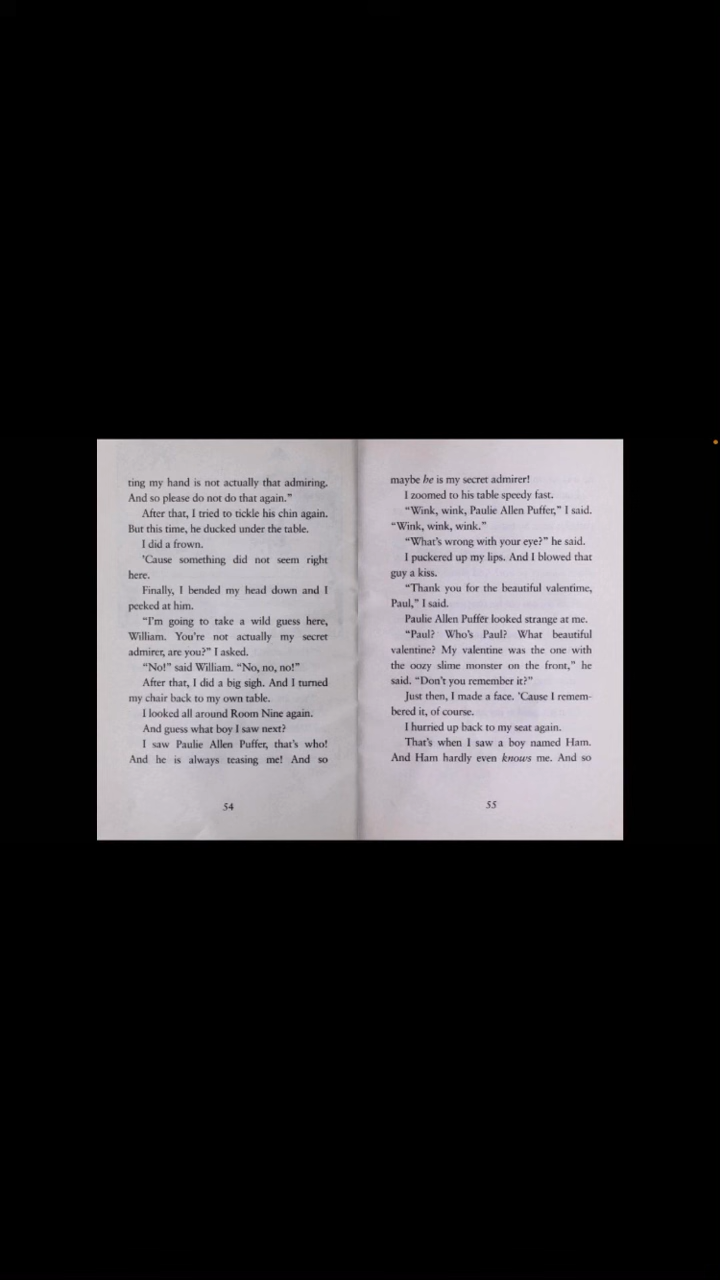 ting my hand is not actually that admiring.
And so please do not do that again.”
After that, I tried to tickle his chin again.
But this time, he ducked under the table.
I did a frown.
’Cause something did not seem right
here.
Finally, I bended my head down and I
peeked at him.
“I’m going to take a wild guess here,
William. You’re not actually my secret
admirer, are you?” I asked.
“No!” said William. “No, no, no!”
After that, I did a big sigh. And I turned
my chair back to my own table.
I looked all around Room Nine again.
And guess what boy I saw next?
I saw Paulie Allen Puffer, that’s who!
And he is always teasing me! And so
54
maybe he is my secret admirer!
I zoomed to his table speedy fast.
“Wink, wink, Paulie Allen Puffer,” I said.
“Wink, wink, wink.”
“What’s wrong with your eye?” he said.
I puckered up my lips. And I blowed that
guy a kiss.
“Thank you for the beautiful valentine,
Paul,” I said.
Paulie Allen Puffer looked strange at me.
“Paul? Who’s Paul? What beautiful
valentine? My valentine was the one with
the oozy slime monster on the front,” he
said. “Don’t you remember it?”
Just then, I made a face. ’Cause I remem-
bered it, of course.
I hurried up back to my seat again.
That’s when I saw a boy named Ham.
And Ham hardly even knows me. And so
55